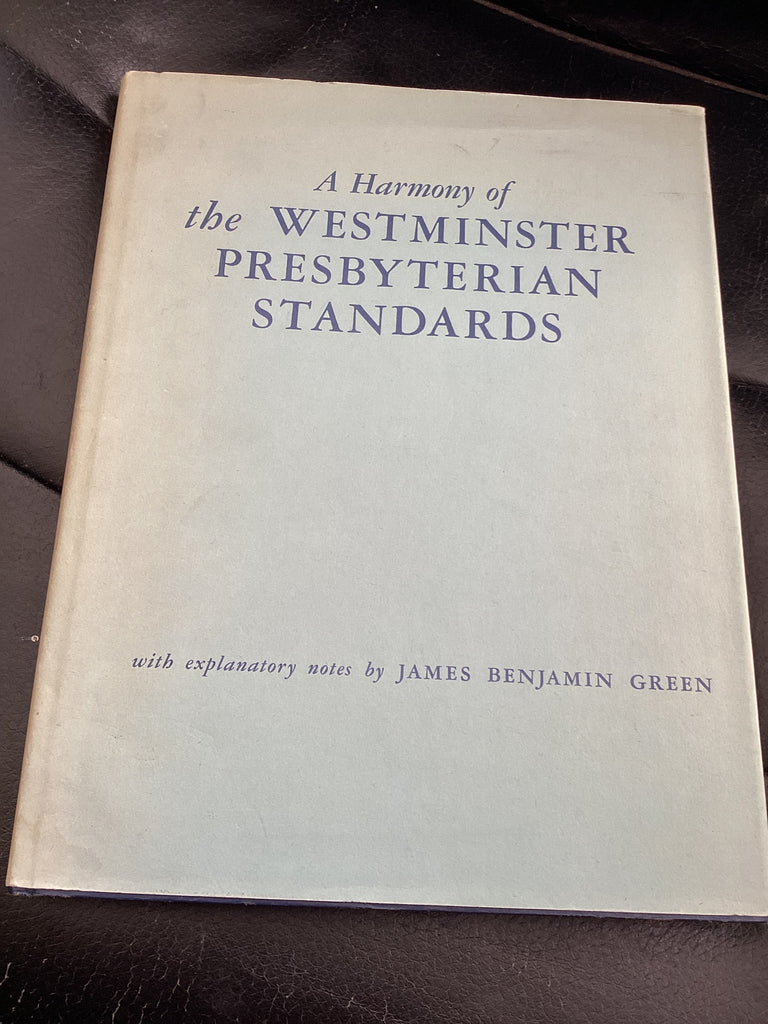 A Harmony of
the WESTMINSTER
PRESBYTERIAN
STANDARDS
with explanatory notes by JAMES BENJAMIN GREEN